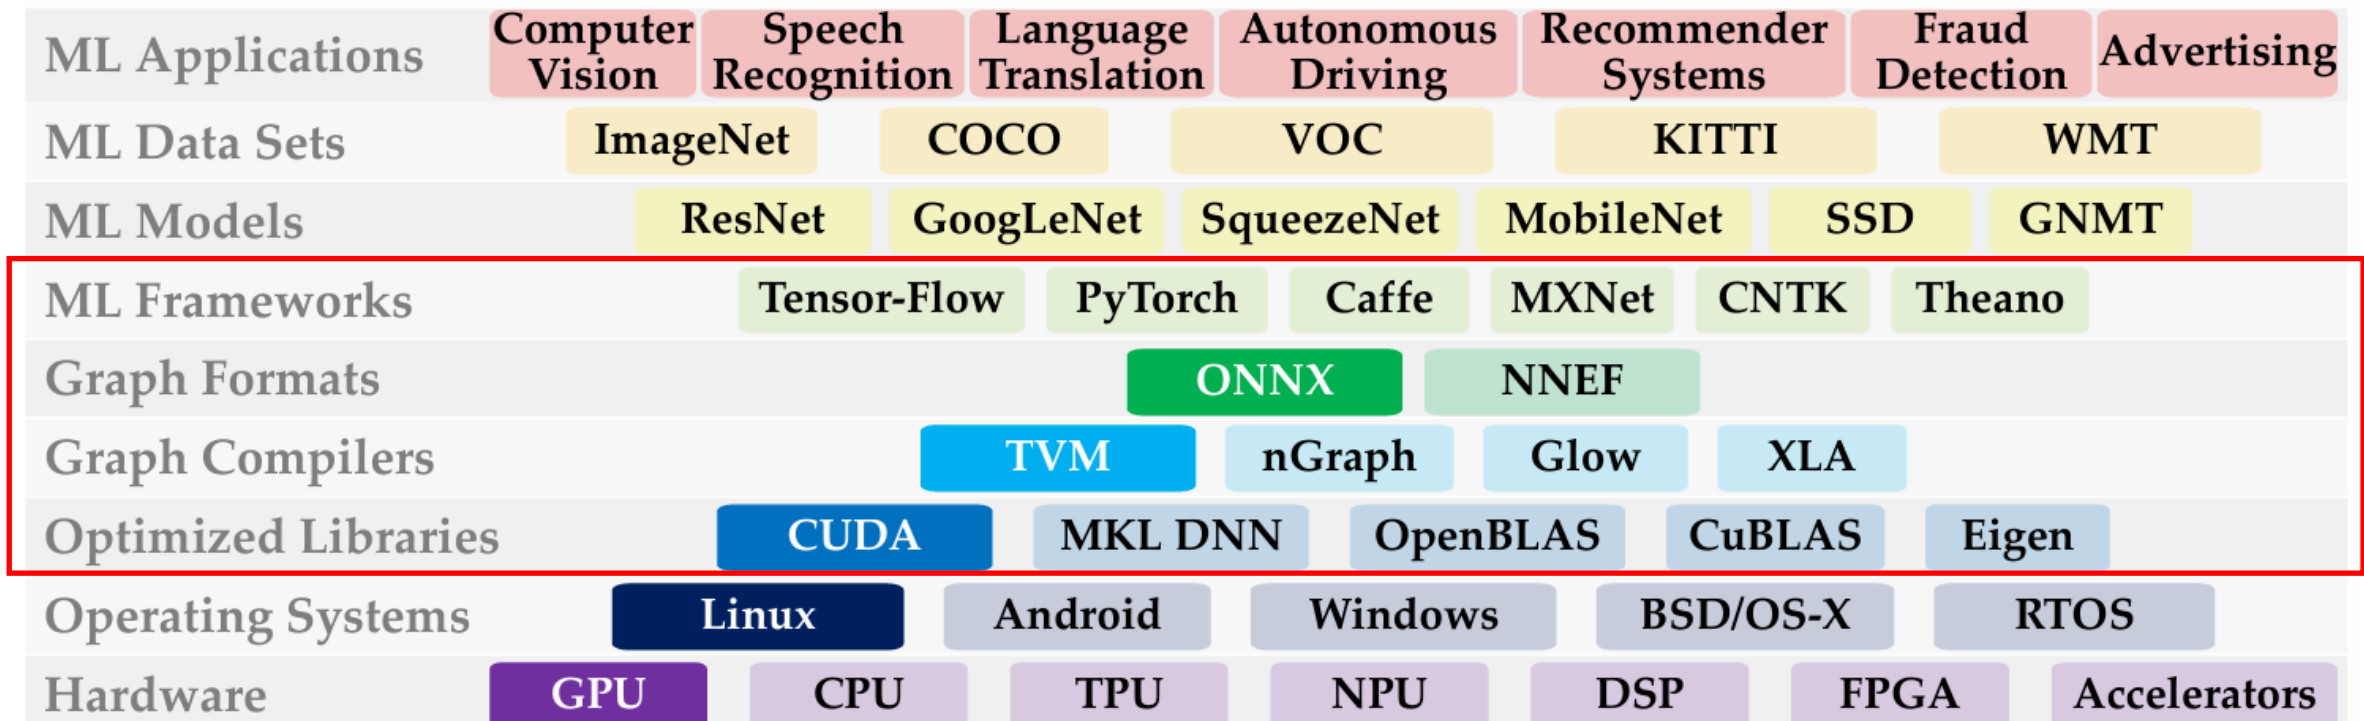 ML Applications
Computer Vision
Speech Recognition
Language Translation
Autonomous Driving
Recommender Systems
Fraud Detection
Advertising
ML Data Sets
ImageNet
COCO
VOC
KITTI
WMT
ML Models
ResNet
GoogLeNet
SqueezeNet
MobileNet
SSD
GNMT
ML Frameworks
Tensor-Flow
PyTorch
Caffe
MXNet
CNTK
Theano
Graph Formats
ONNX
NNEF
Graph Compilers
TVM
nGraph
Glow
XLA
Optimized Libraries
CUDA
MKL DNN
OpenBLAS
CuBLAS
Eigen
Operating Systems
Linux
Android
Windows
BSD/OS-X
RTOS
Hardware
GPU
CPU
TPU
NPU
DSP
FPGA
Accelerators